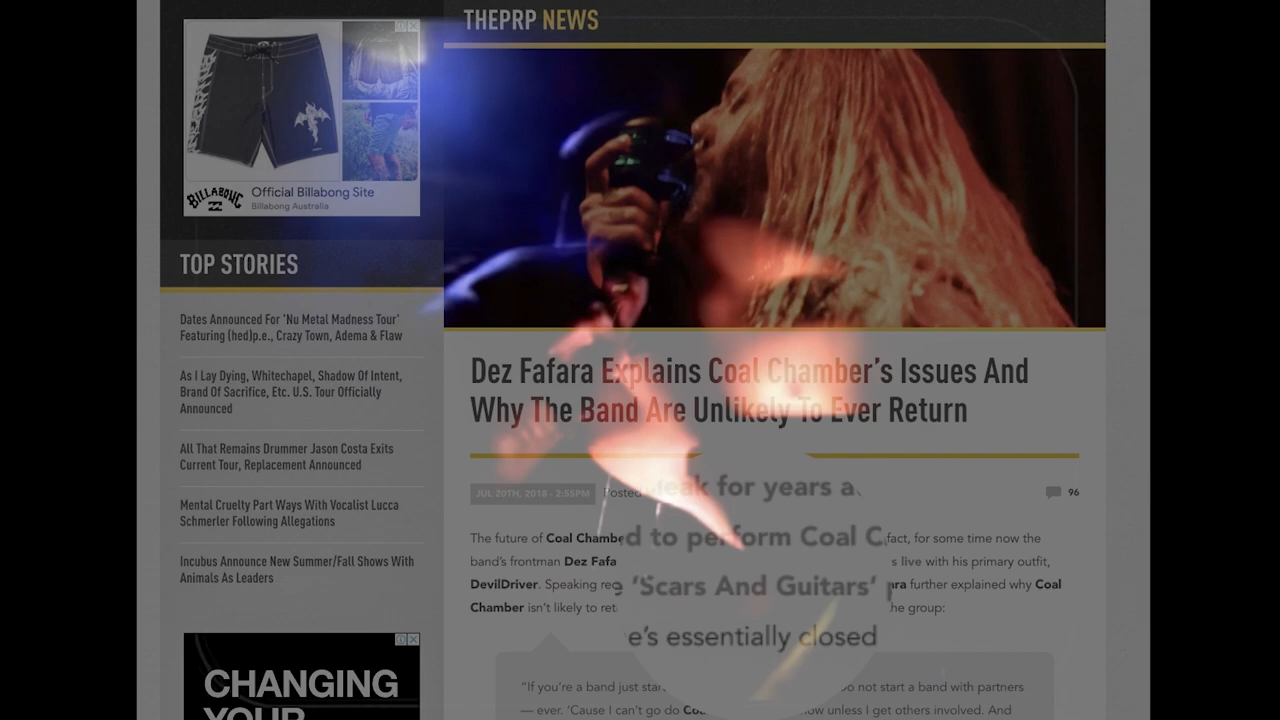 THEPRP NEWS
BILLABONG
Official Billabong Site
Billabong Australia
TOP STORIES
Dates Announced For 'Nu Metal Madness Tour'
Featuring (hed)p.e., Crazy Town, Adema & Flaw
As I Lay Dying, Whitechapel, Shadow Of Intent,
Brand Of Sacrifice, Etc. U.S. Tour Officially
Announced
All That Remains Drummer Jason Costa Exits
Current Tour, Replacement Announced
Mental Cruelty Part Ways With Vocalist Lucca
Schmerler Following Allegations
Incubus Announce New Summer/Fall Shows With
Animals As Leaders
CHANGING
YOUR
Dez Fafara Explains Coal Chamber's Issues And
Why The Band Are Unlikely To Ever Return
JUL 20TH, 2018 - 2:55PM Posted
96
for years
The future of Coal fact, for some time now the
to perform Coal
band's frontman Dez live with his primary outfit,
DevilDriver. Speaking further explained why Coal
'Scars And Guitars'
Chamber isn't likely to the group:
essentially closed
"If you're a band just not start a band with partners
— ever. 'Cause I can't go do unless I get others involved. And